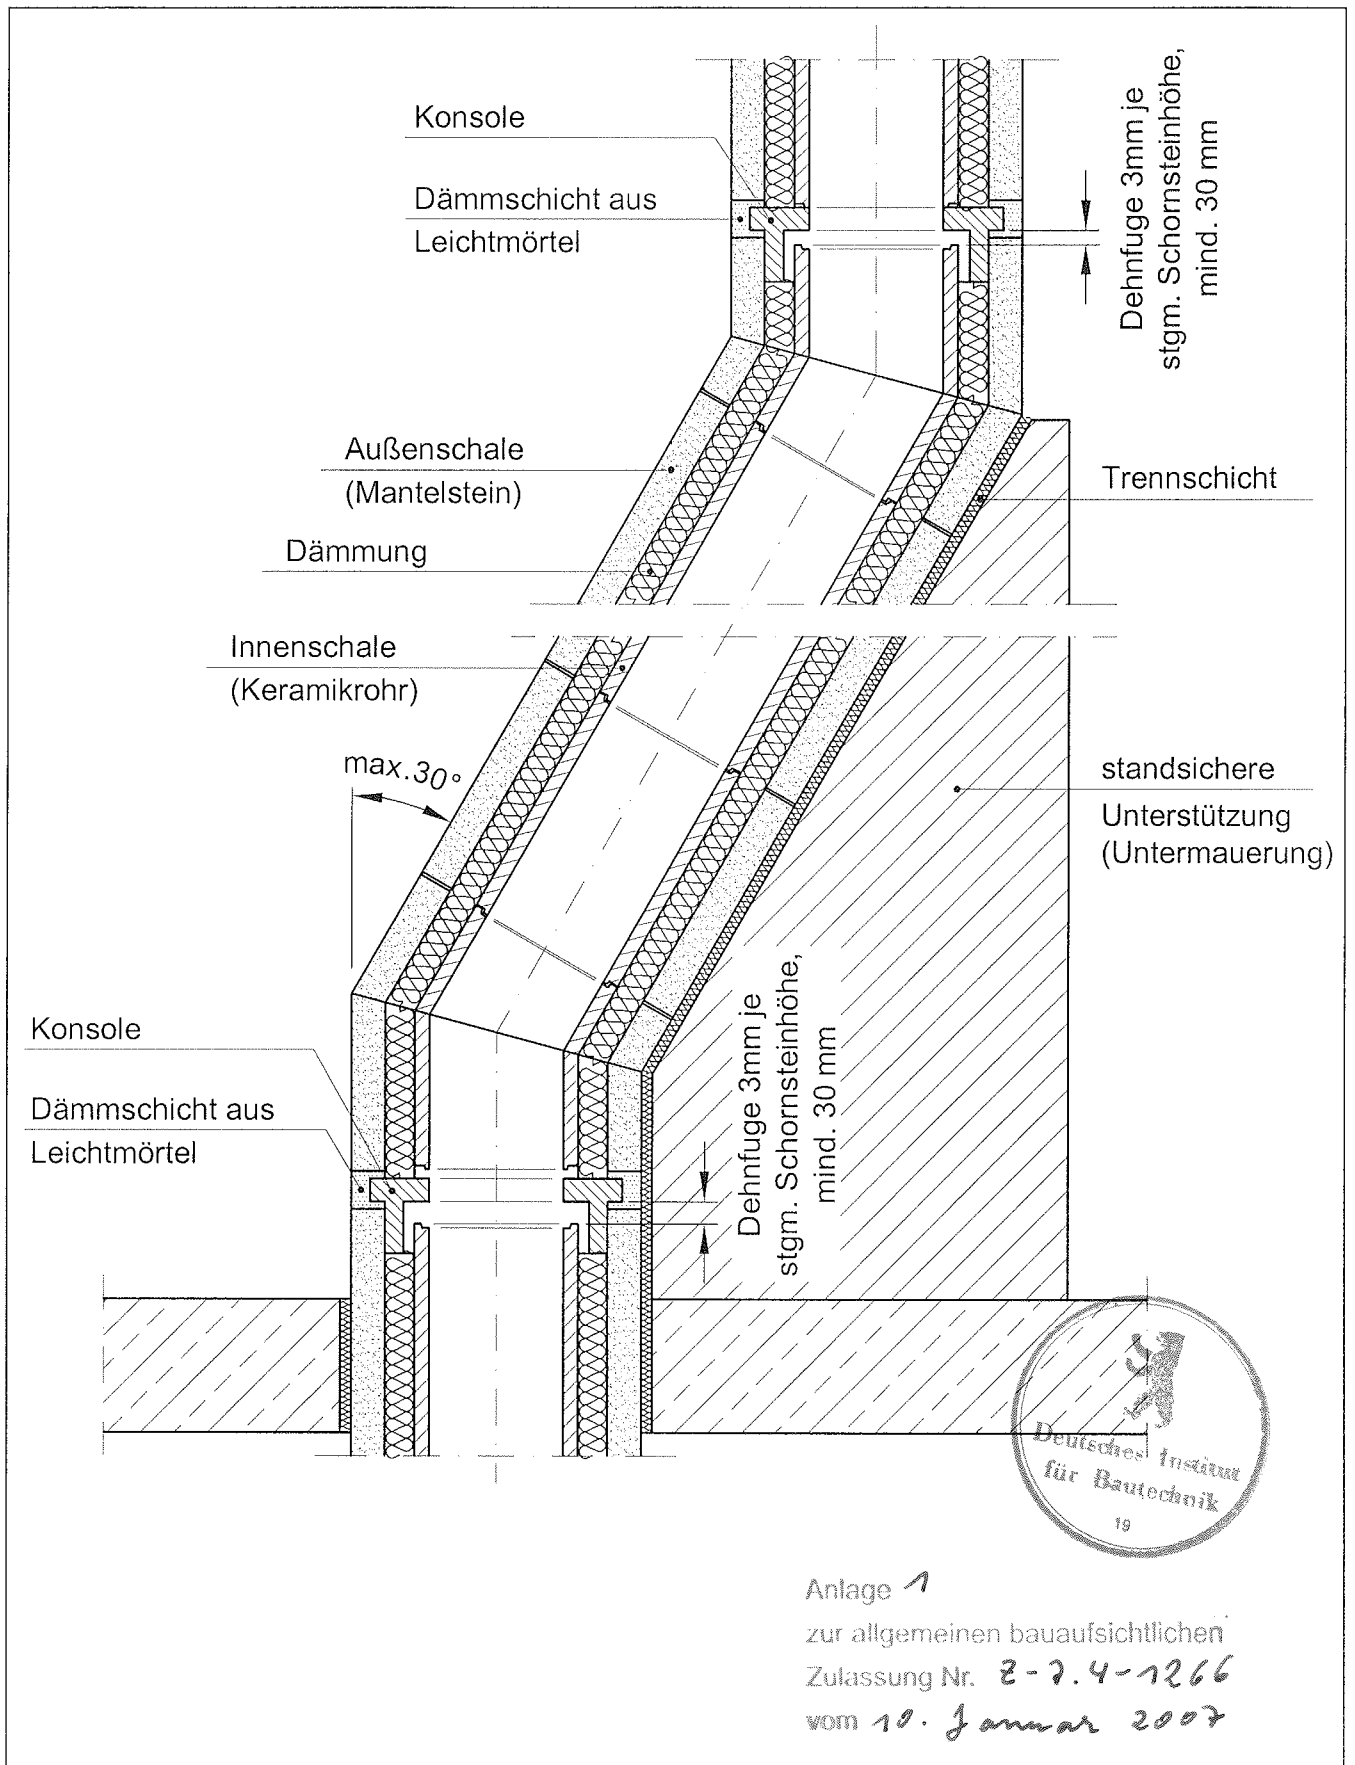 Konsole
Dämmschicht aus
Leichtmörtel
Dehnfuge 3mm je
stgm. Schornsteinhöhe,
mind. 30 mm
Außenschale
(Mantelstein)
Trennschicht
Dämmung
Innenschale
(Keramikrohr)
max.30°
standsichere
Unterstützung
(Untermauerung)
Konsole
Dämmschicht aus
Leichtmörtel
Dehnfuge 3mm je
stgm. Schornsteinhöhe,
mind. 30 mm
Deutsches Institut
für Bautechnik
19
Anlage 1
zur allgemeinen bauaufsichtlichen
Zulassung Nr. Z-7.4-1266
vom 10. Januar 2007